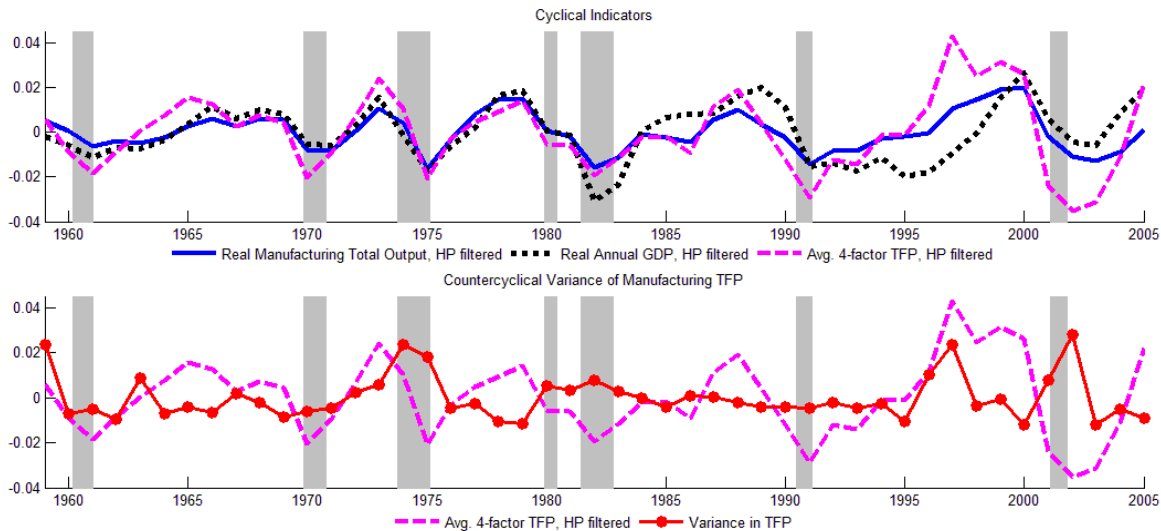 Cyclical Indicators
0.04
0.02
0
-0.02
-0.04
1960 1965 1970 1975 1980 1985 1990 1995 2000 2005
Real Manufacturing Total Output, HP filtered Real Annual GDP, HP filtered Avg. 4-factor TFP, HP filtered
Countercyclical Variance of Manufacturing TFP
0.04
0.02
0
-0.02
-0.04
1960 1965 1970 1975 1980 1985 1990 1995 2000 2005
Avg. 4-factor TFP, HP filtered Variance in TFP